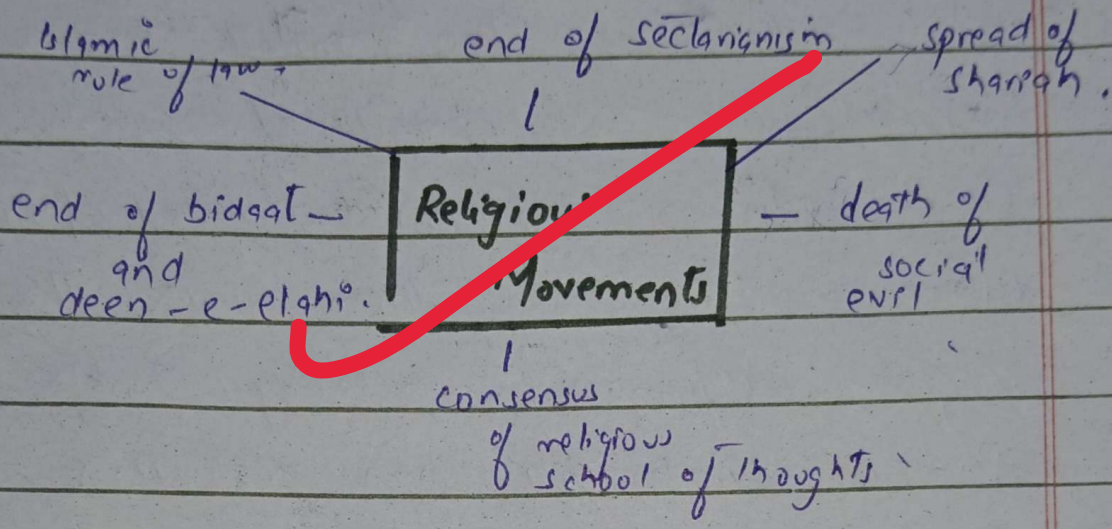 Islamic
rule of law
end of sectarianism
spread of
shariah.
end of bidaat
and
deen-e-elahi.
Religious
Movements
death of
social
evil
consensus
of religious
school of thoughts